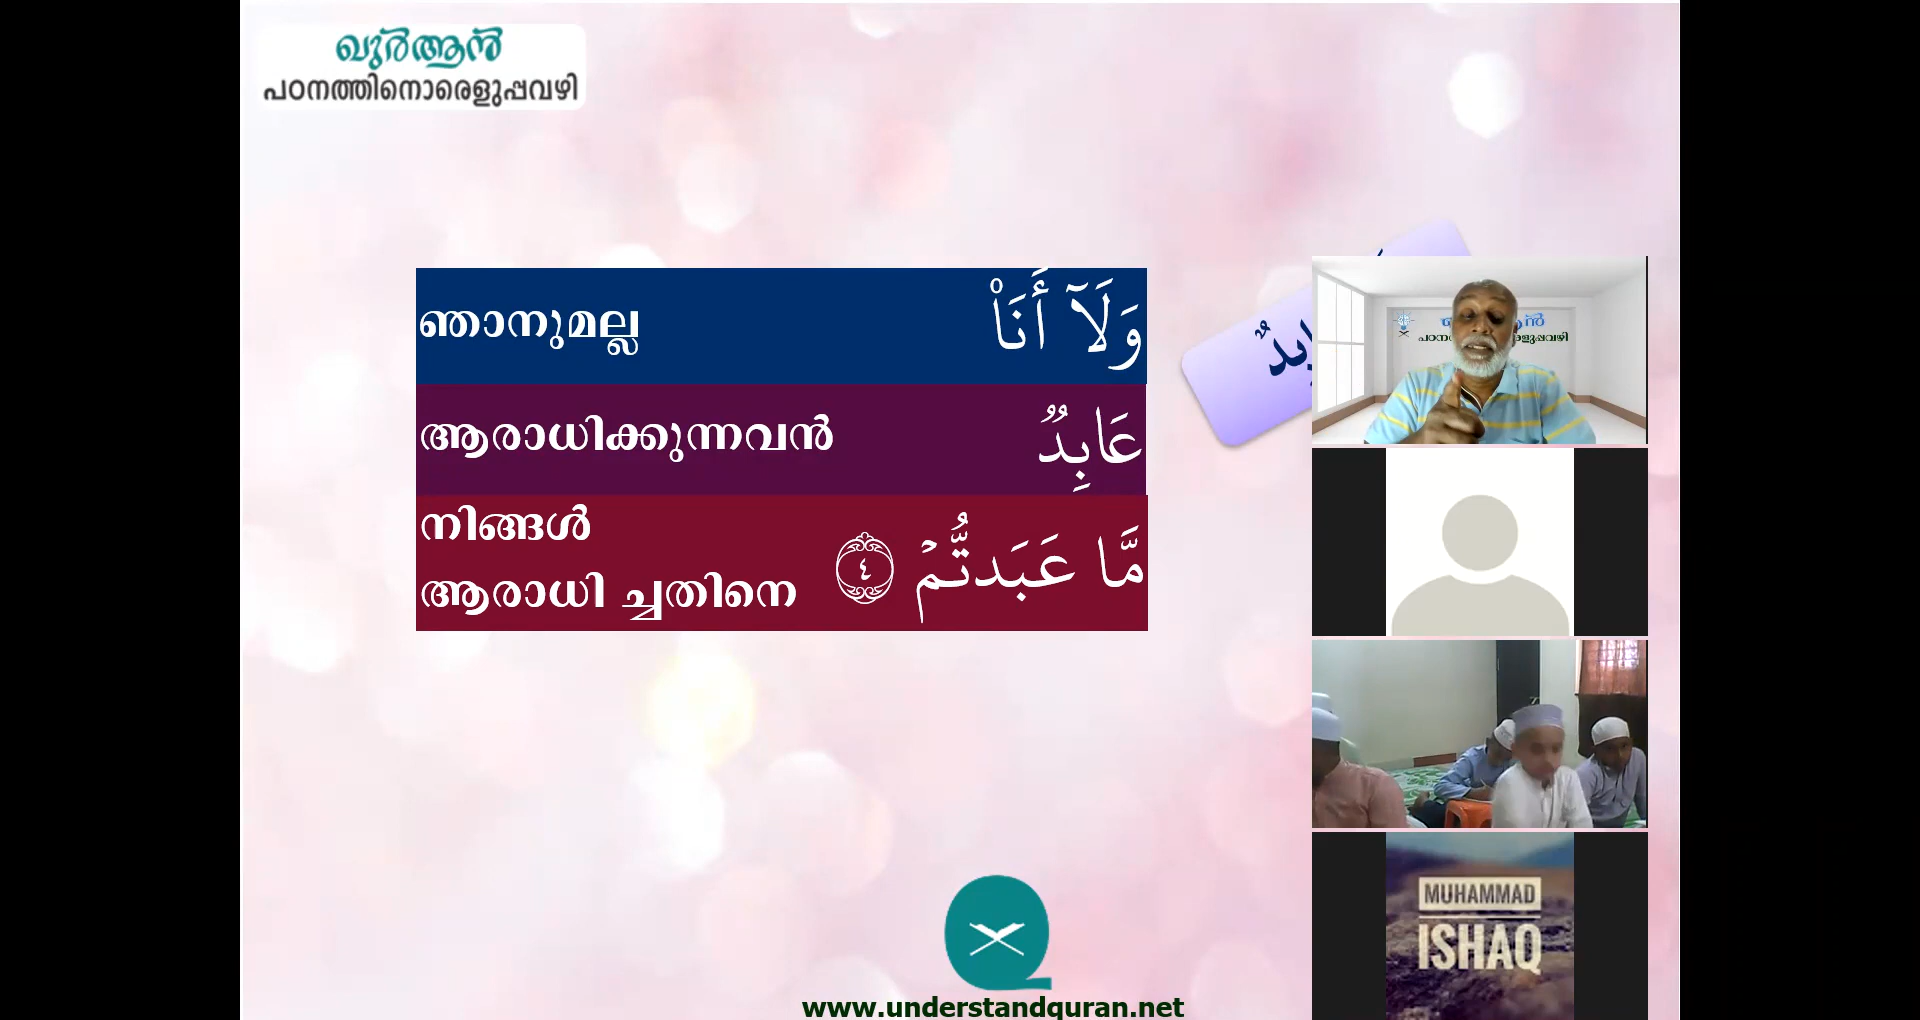 ഖുർആൻ
പഠനത്തിനൊരെളുപ്പവഴി
ഞാനുമല്ല
وَلَآ أَنَا۠
ആരാധിക്കുന്നവൻ
عَابِدٌ
നിങ്ങൾ
ആരാധി ച്ചതിനെ
مَّا عَبَدتُّمْ ٤
MUHAMMAD
ISHAQ
www.understandquran.net